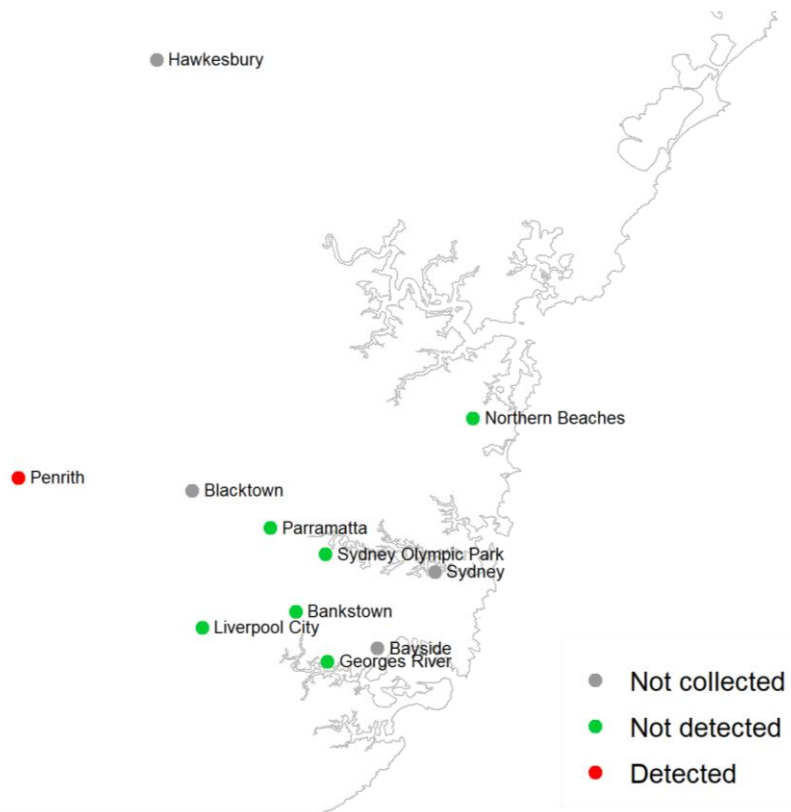 Hawkesbury
Northern Beaches
Penrith
Blacktown
Parramatta
Sydney Olympic Park
Sydney
Bankstown
Liverpool City
Bayside
Georges River
Not collected
Not detected
Detected